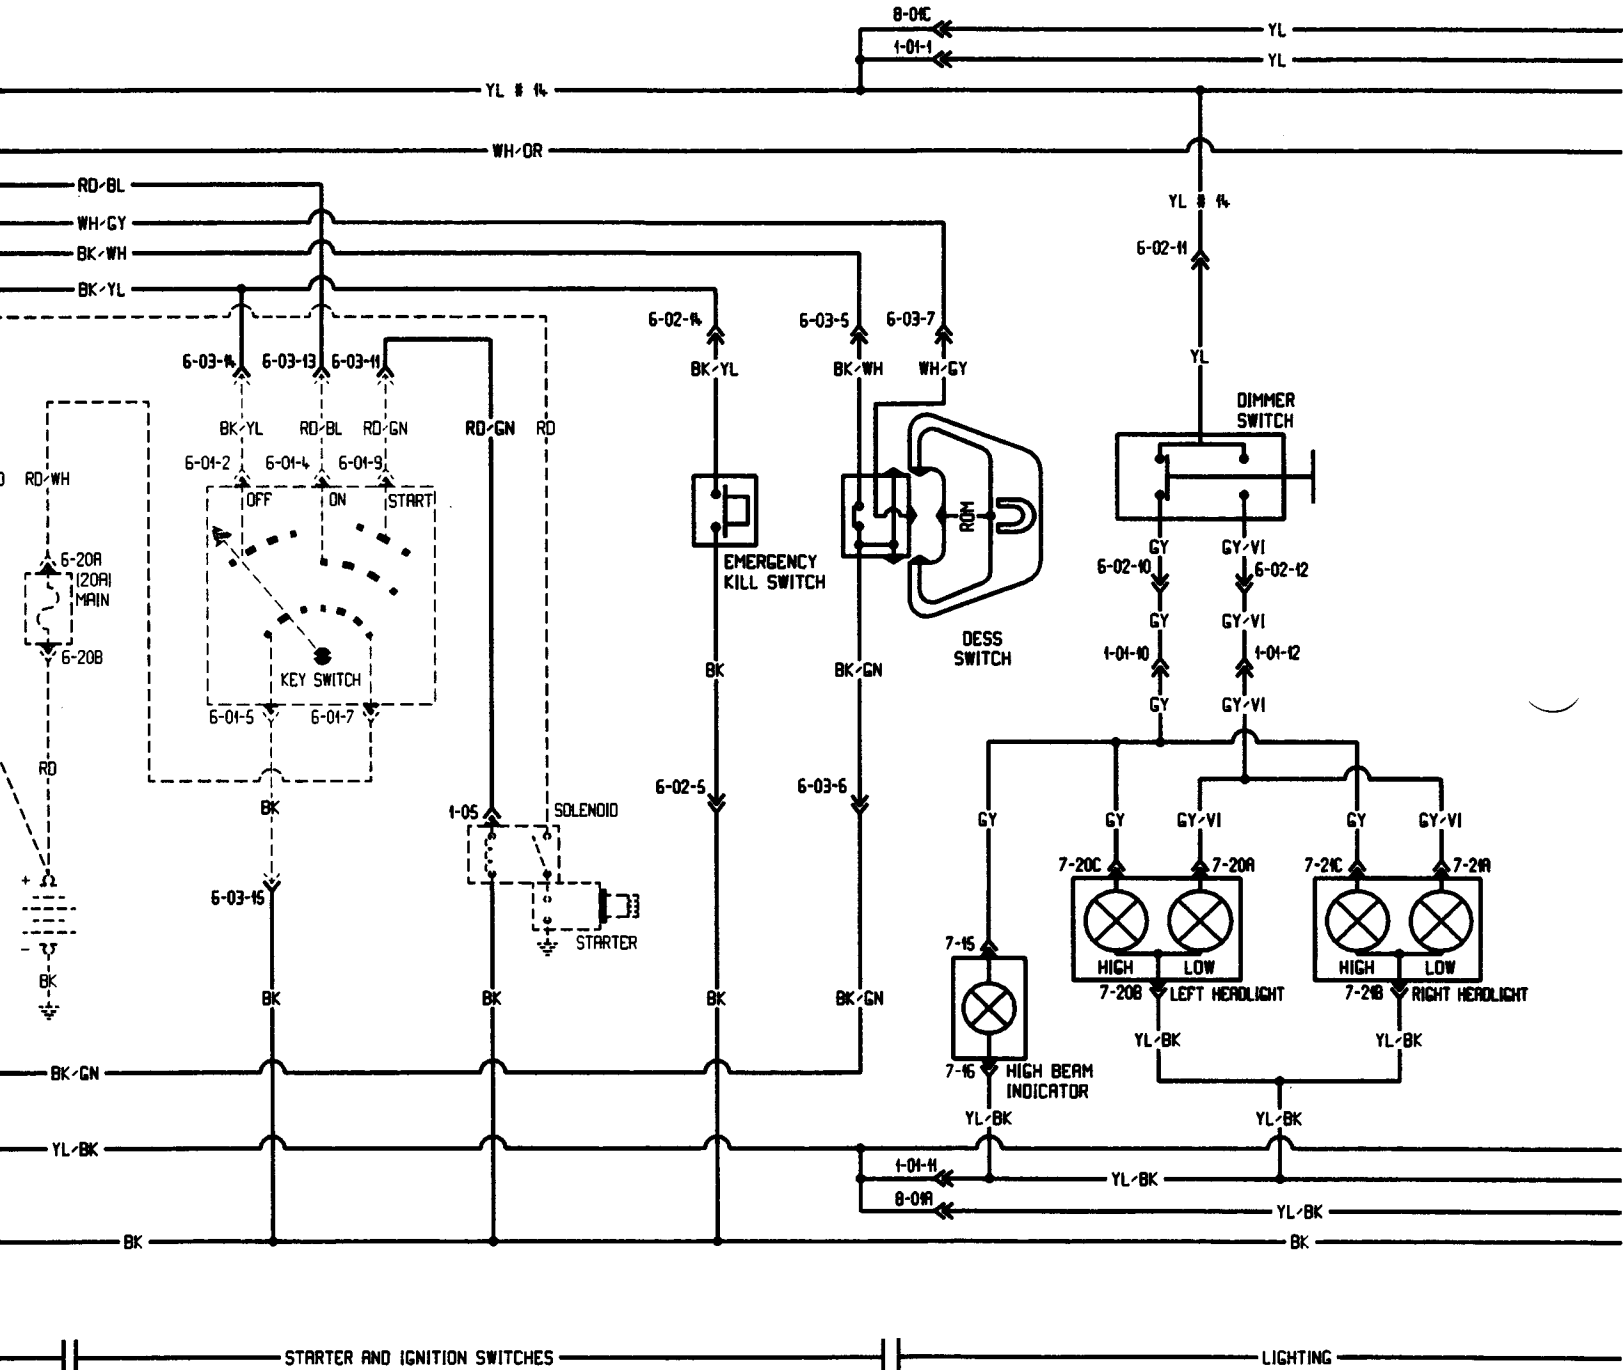 8-01C
YL
1-01-1
YL
YL # 14
WH/OR
RD/BL
YL # 14
WH/GY
6-02-11
BK/WH
BK/YL
6-02-14
6-03-5
6-03-7
6-03-14
6-03-13
6-03-11
YL
BK/YL
BK/WH
WH/GY
DIMMER
SWITCH
BK/YL
RD/BL
RD/GN
RD/GN
RD
6-01-2
6-01-4
6-01-9
RD/WH
OFF
ON
START
ROM
6-20A
(20A)
MAIN
EMERGENCY
KILL SWITCH
GY
GY/VI
6-02-10
6-02-12
GY
GY/VI
DESS
SWITCH
6-20B
KEY SWITCH
BK
BK/GN
1-01-10
1-01-12
GY
GY/VI
6-01-5
6-01-7
RD
6-02-5
6-03-6
BK
1-05
SOLENOID
GY
GY
GY/VI
GY
GY/VI
7-20C
7-20A
7-21C
7-21A
+
6-03-15
STARTER
-
7-15
HIGH
LOW
HIGH
LOW
BK
BK
BK
BK
BK/GN
7-20B
LEFT HEADLIGHT
7-21B
RIGHT HEADLIGHT
YL/BK
YL/BK
BK/GN
7-16
HIGH BEAM
INDICATOR
YL/BK
YL/BK
YL/BK
1-01-11
YL/BK
8-01A
YL/BK
BK
BK
STARTER AND IGNITION SWITCHES
LIGHTING